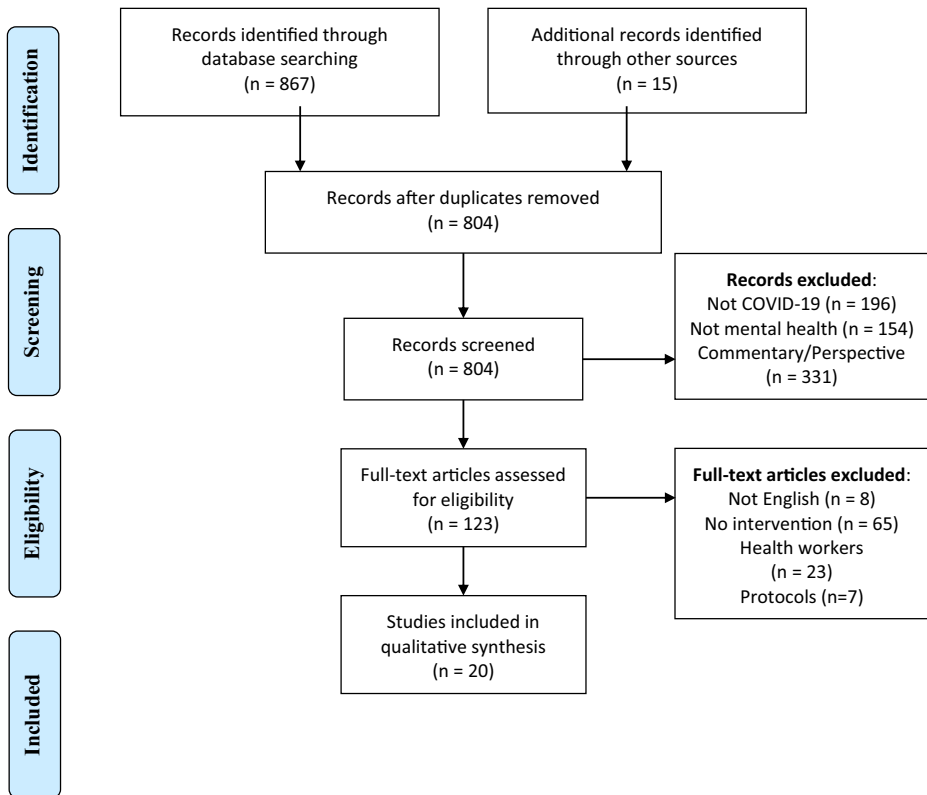 Identification
Records identified through
database searching
(n = 867)
Additional records identified
through other sources
(n = 15)
Records after duplicates removed
(n = 804)
Screening
Records screened
(n = 804)
Records excluded:
Not COVID-19 (n = 196)
Not mental health (n = 154)
Commentary/Perspective
(n = 331)
Eligibility
Full-text articles assessed
for eligibility
n = 123)
Full-text articles excluded:
Not English (n = 8)
No intervention (n = 65)
Health workers
(n = 23)
Protocols (n=7)
Included
Studies included in
qualitative synthesis
(n = 20)